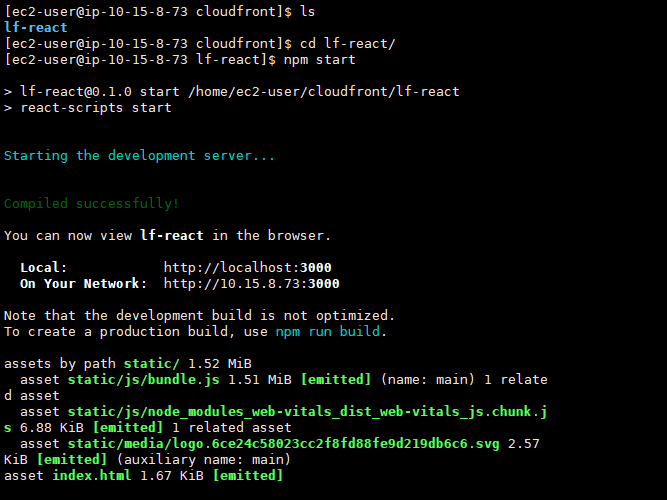 [ec2-user@ip-10-15-8-73 cloudfront]$ ls
lf-react
[ec2-user@ip-10-15-8-73 cloudfront]$ cd lf-react/
[ec2-user@ip-10-15-8-73 lf-react]$ npm start
> lf-react@0.1.0 start /home/ec2-user/cloudfront/lf-react
> react-scripts start
Starting the development server...
Compiled successfully!
You can now view lf-react in the browser.
Local: http://localhost:3000
On Your Network: http://10.15.8.73:3000
Note that the development build is not optimized.
To create a production build, use npm run build.
assets by path static/ 1.52 MiB
asset static/js/bundle.js 1.51 MiB [emitted] (name: main) 1 relate
d asset
asset static/js/node_modules_web-vitals_dist_web-vitals_js.chunk.j
s 6.88 KiB [emitted] 1 related asset
asset static/media/logo.6ce24c58023cc2f8fd88fe9d219db6c6.svg 2.57
KiB [emitted] (auxiliary name: main)
asset index.html 1.67 KiB [emitted]